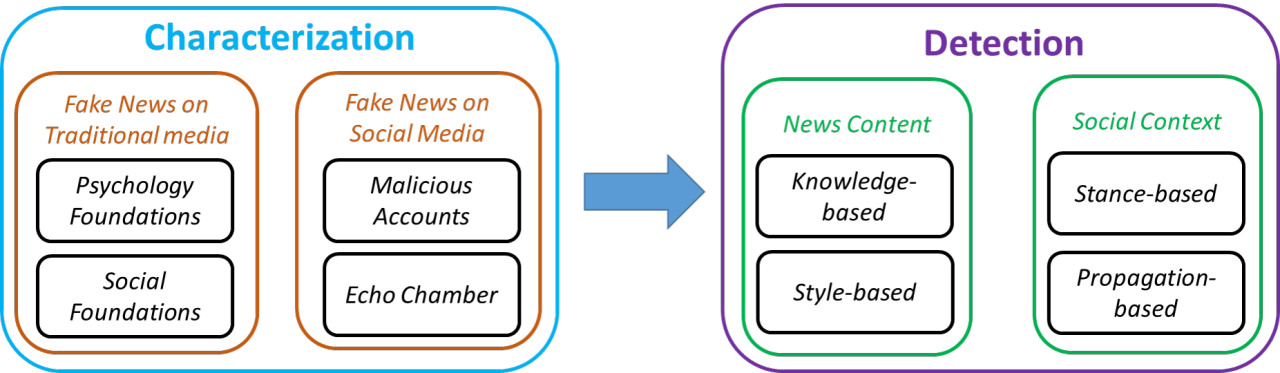 Characterization
Fake News on
Traditional media
Psychology
Foundations
Social
Foundations
Fake News on
Social Media
Malicious
Accounts
Echo Chamber
Detection
News Content
Knowledge-
based
Style-based
Social Context
Stance-based
Propagation-
based